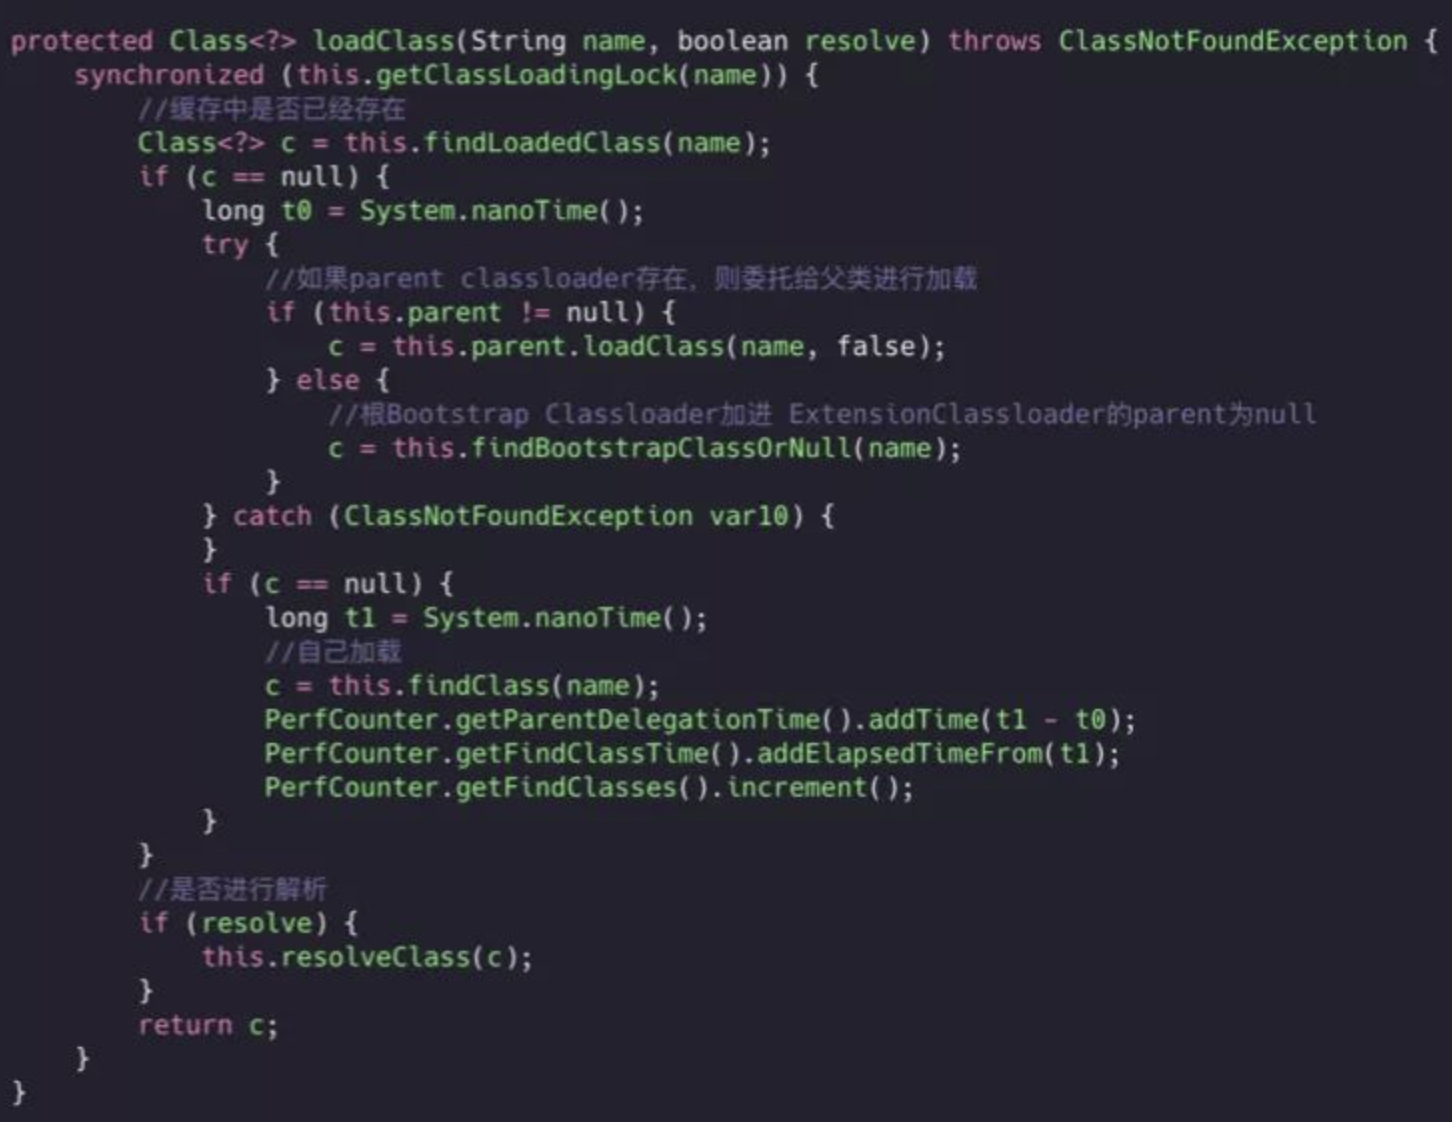 protected Class<?> loadClass(String name, boolean resolve) throws ClassNotFoundException {
    synchronized (this.getClassLoadingLock(name)) {
        //缓存中是否已经存在
        Class<?> c = this.findLoadedClass(name);
        if (c == null) {
            long t0 = System.nanoTime();
            try {
                //如果parent classloader存在，则委托给父类进行加载
                if (this.parent != null) {
                    c = this.parent.loadClass(name, false);
                } else {
                    //根Bootstrap Classloader加进 ExtensionClassloader的parent为null
                    c = this.findBootstrapClassOrNull(name);
                }
            } catch (ClassNotFoundException var10) {
            }
            if (c == null) {
                long t1 = System.nanoTime();
                //自己加载
                c = this.findClass(name);
                PerfCounter.getParentDelegationTime().addTime(t1 - t0);
                PerfCounter.getFindClassTime().addElapsedTimeFrom(t1);
                PerfCounter.getFindClasses().increment();
            }
        }
        //是否进行解析
        if (resolve) {
            this.resolveClass(c);
        }
        return c;
    }
}